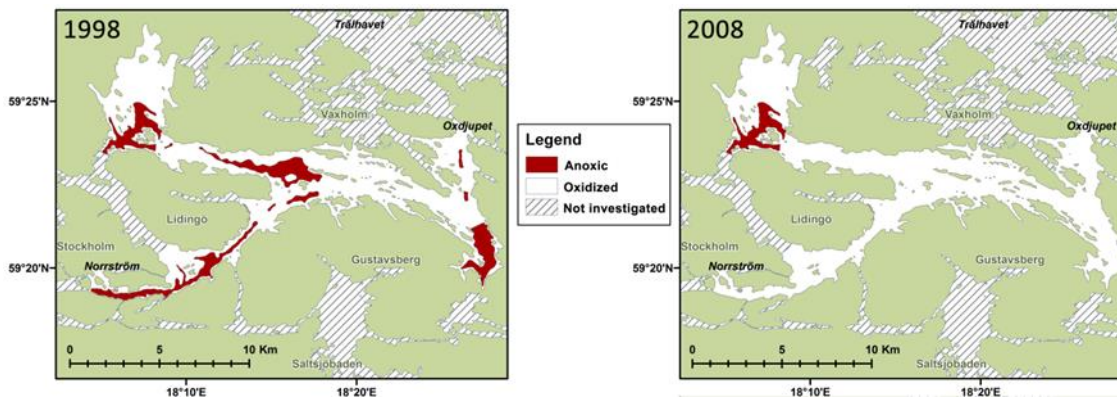 1998
Trälhavet
59°25'N
Vaxholm
Oxdjupet
Lidingö
Stockholm
Norrström
59°20'N
Gustavsberg
0 5 10 Km
Saltsjöbaden
18°10'E 18°20'E
Legend
Anoxic
Oxidized
Not investigated
2008
Trälhavet
59°25'N
Vaxholm
Oxdjupet
Lidingö
Stockholm
Norrström
59°20'N
Gustavsberg
0 5 10 Km
Saltsjöbaden
18°10'E 18°20'E